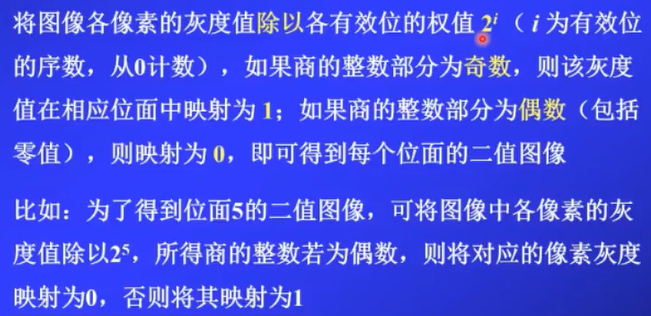 将图像各像素的灰度值除以各有效位的权值 2ⁱ（ i 为有效位
的序数，从0计数），如果商的整数部分为奇数，则该灰度
值在相应位面中映射为 1；如果商的整数部分为偶数（包括
零值），则映射为 0，即可得到每个位面的二值图像
比如：为了得到位面5的二值图像，可将图像中各像素的灰
度值除以2⁵，所得商的整数若为偶数，则将对应的像素灰度
映射为0，否则将其映射为1